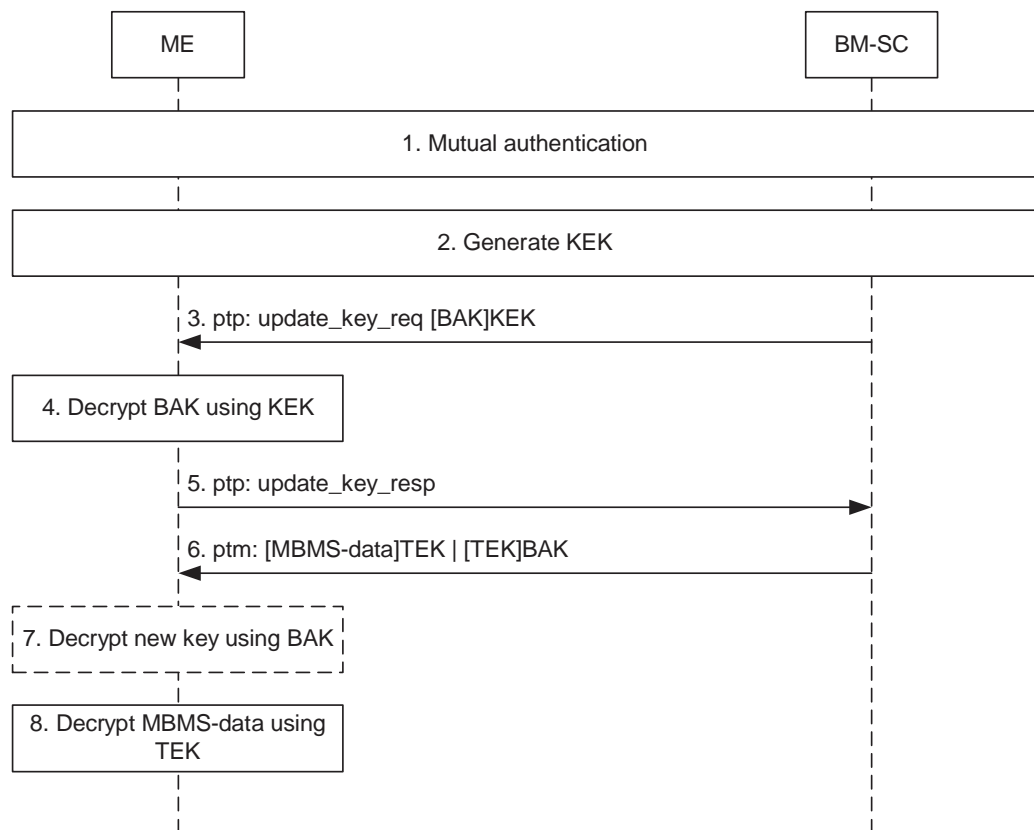 ME
BM-SC
1. Mutual authentication
2. Generate KEK
3. ptp: update_key_req [BAK]KEK
4. Decrypt BAK using KEK
5. ptp: update_key_resp
6. ptm: [MBMS-data]TEK | [TEK]BAK
7. Decrypt new key using BAK
8. Decrypt MBMS-data using
TEK